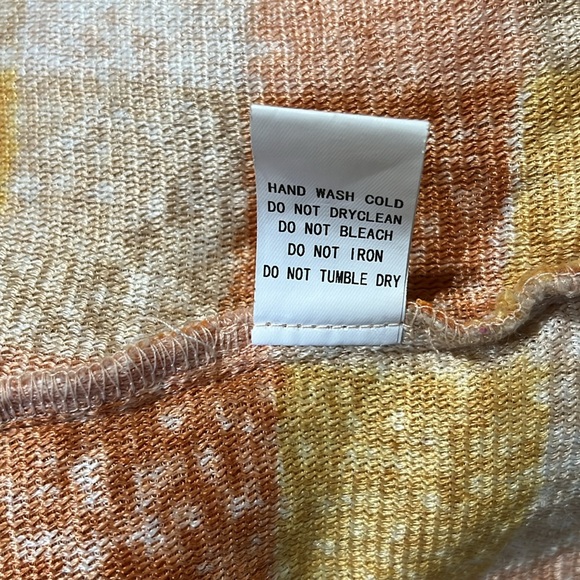 HAND WASH COLD
DO NOT DRYCLEAN
DO NOT BLEACH
DO NOT IRON
DO NOT TUMBLE DRY